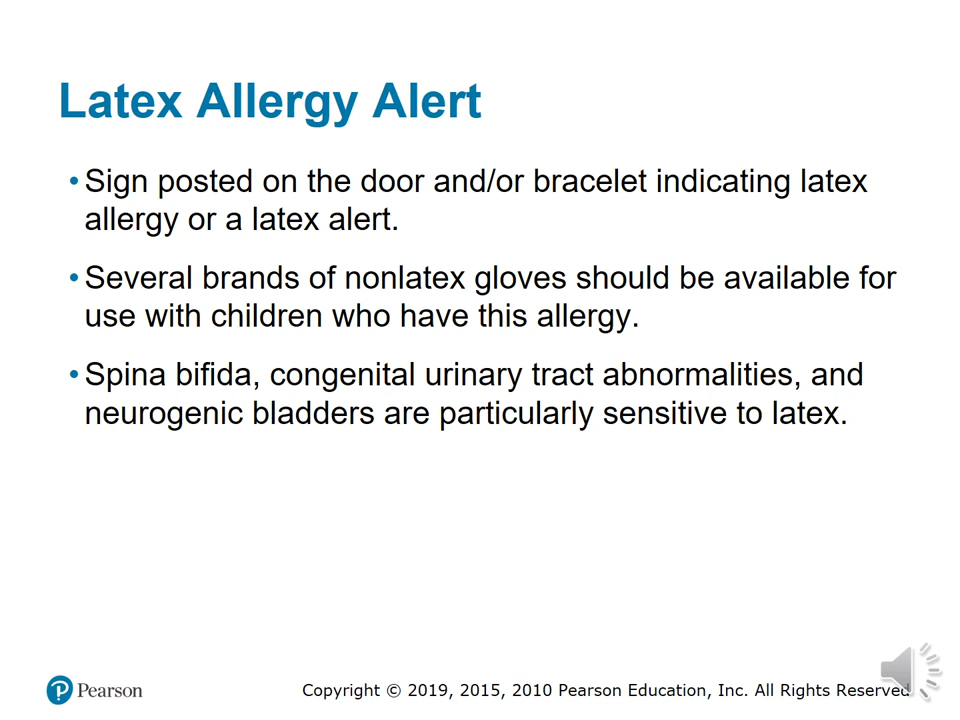 Latex Allergy Alert
• Sign posted on the door and/or bracelet indicating latex
allergy or a latex alert.
• Several brands of nonlatex gloves should be available for
use with children who have this allergy.
• Spina bifida, congenital urinary tract abnormalities, and
neurogenic bladders are particularly sensitive to latex.
Pearson
Copyright © 2019, 2015, 2010 Pearson Education, Inc. All Rights Reserved